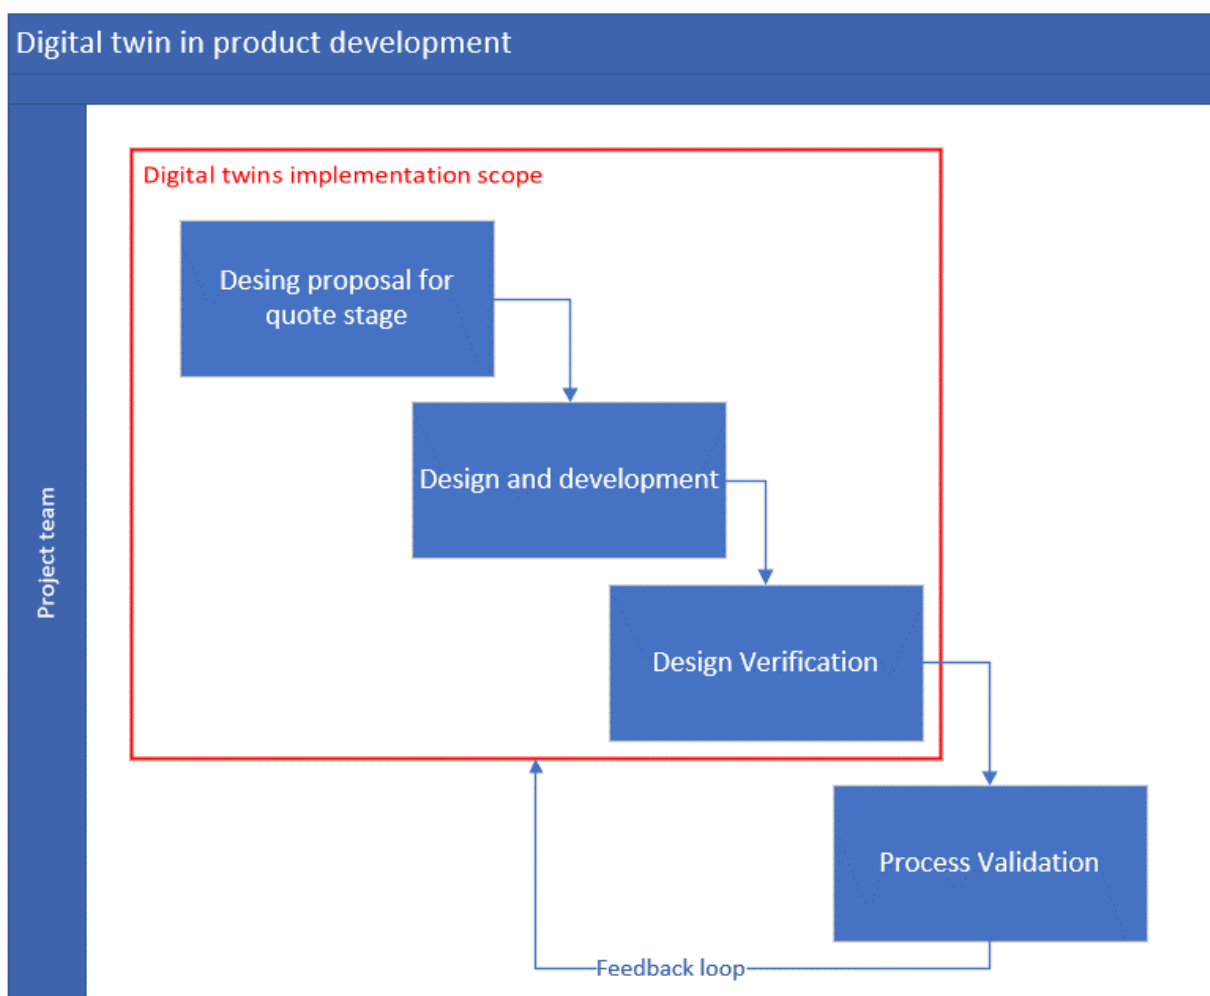 Digital twin in product development
Digital twins implementation scope
Desing proposal for
quote stage
Design and development
Project team
Design Verification
Process Validation
Feedback loop